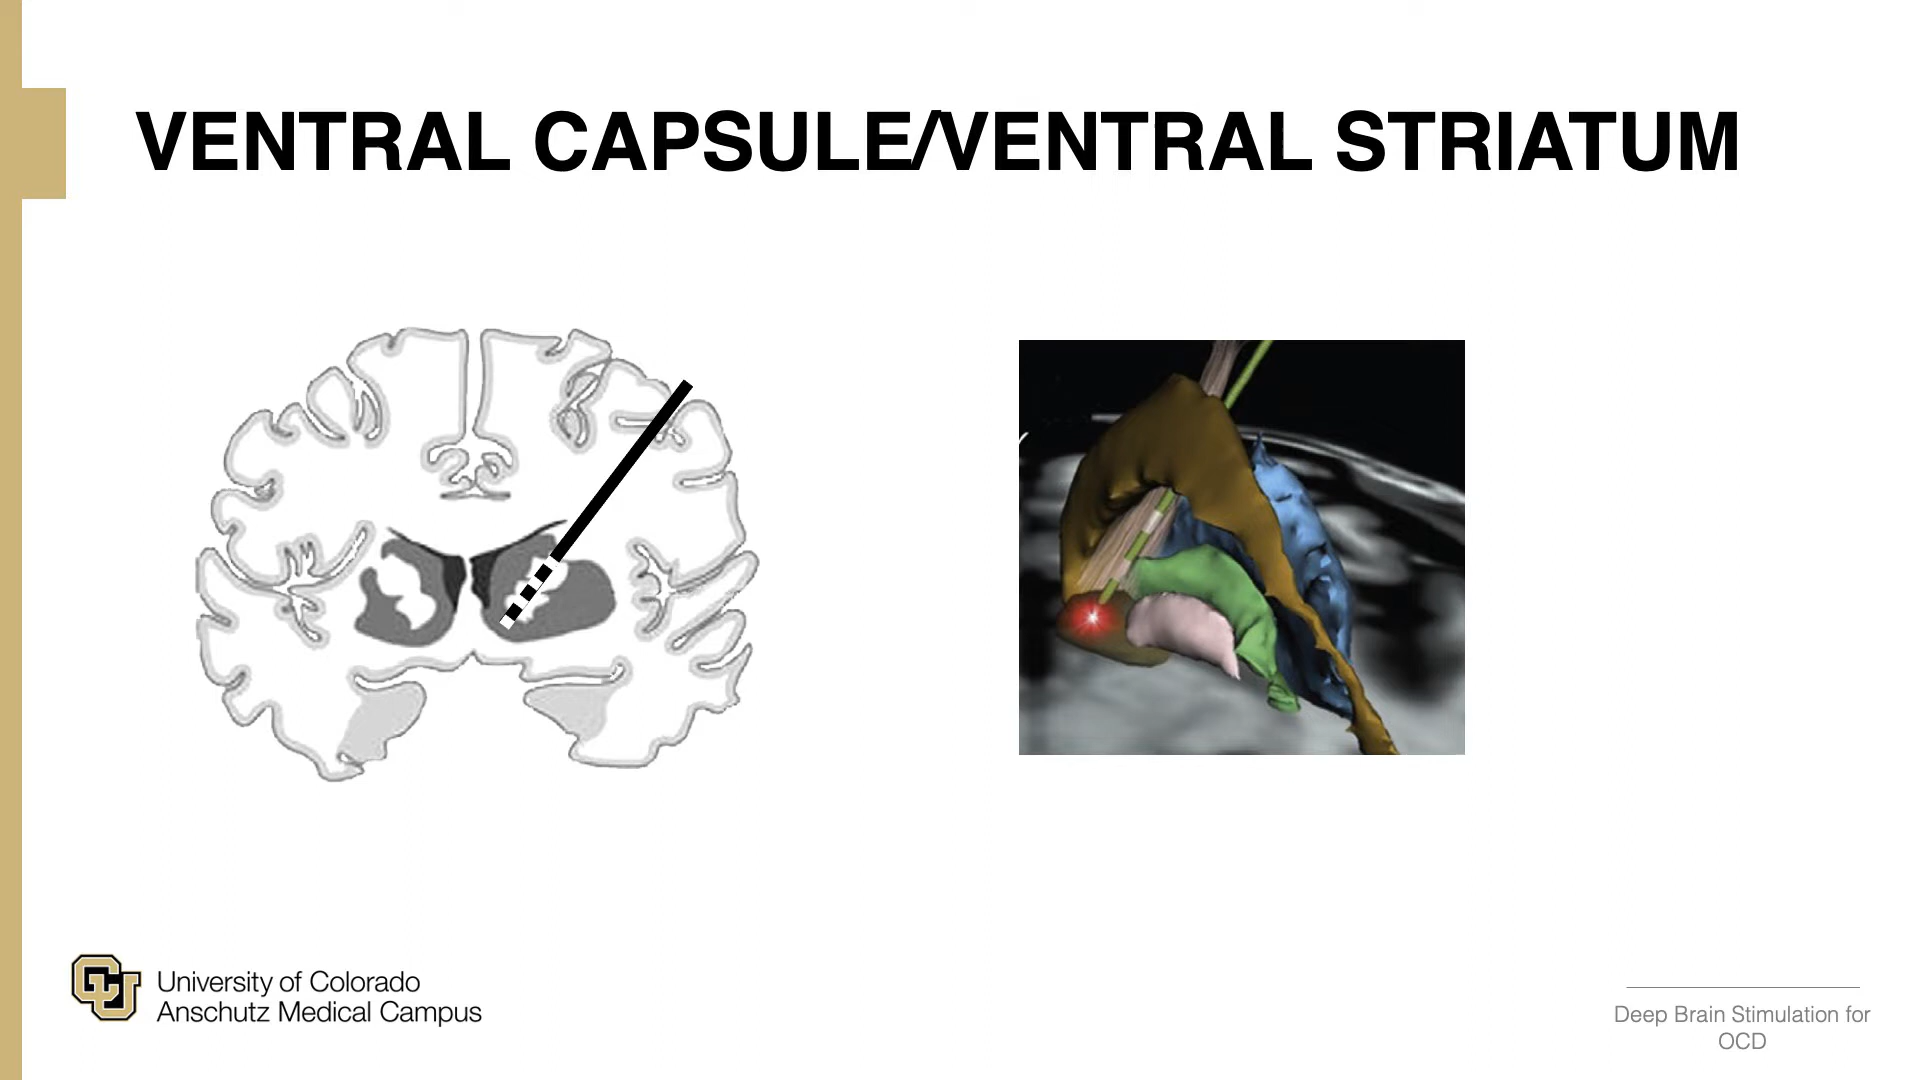 VENTRAL CAPSULE/VENTRAL STRIATUM
University of Colorado
Anschutz Medical Campus
Deep Brain Stimulation for
OCD